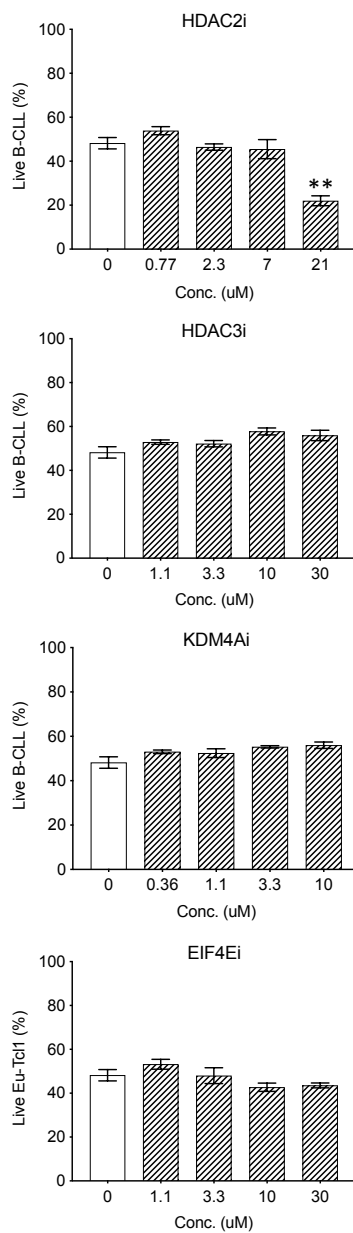 HDAC2i
Live B-CLL (%)
100
80
60
40
20
0
**
0 0.77 2.3 7 21
Conc. (uM)
HDAC3i
Live B-CLL (%)
100
80
60
40
20
0
0 1.1 3.3 10 30
Conc. (uM)
KDM4Ai
Live B-CLL (%)
100
80
60
40
20
0
0 0.36 1.1 3.3 10
Conc. (uM)
EIF4Ei
Live Eu-Tcl1 (%)
100
80
60
40
20
0
0 1.1 3.3 10 30
Conc. (uM)